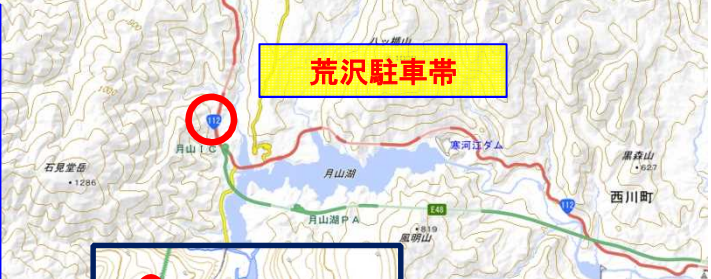 八ッ楯山
荒沢駐車帯
112
月山IC
寒河江ダム
石見堂岳
・1286
月山湖
黒森山
・627
西川町
E48
112
月山湖PA
・819
風明山